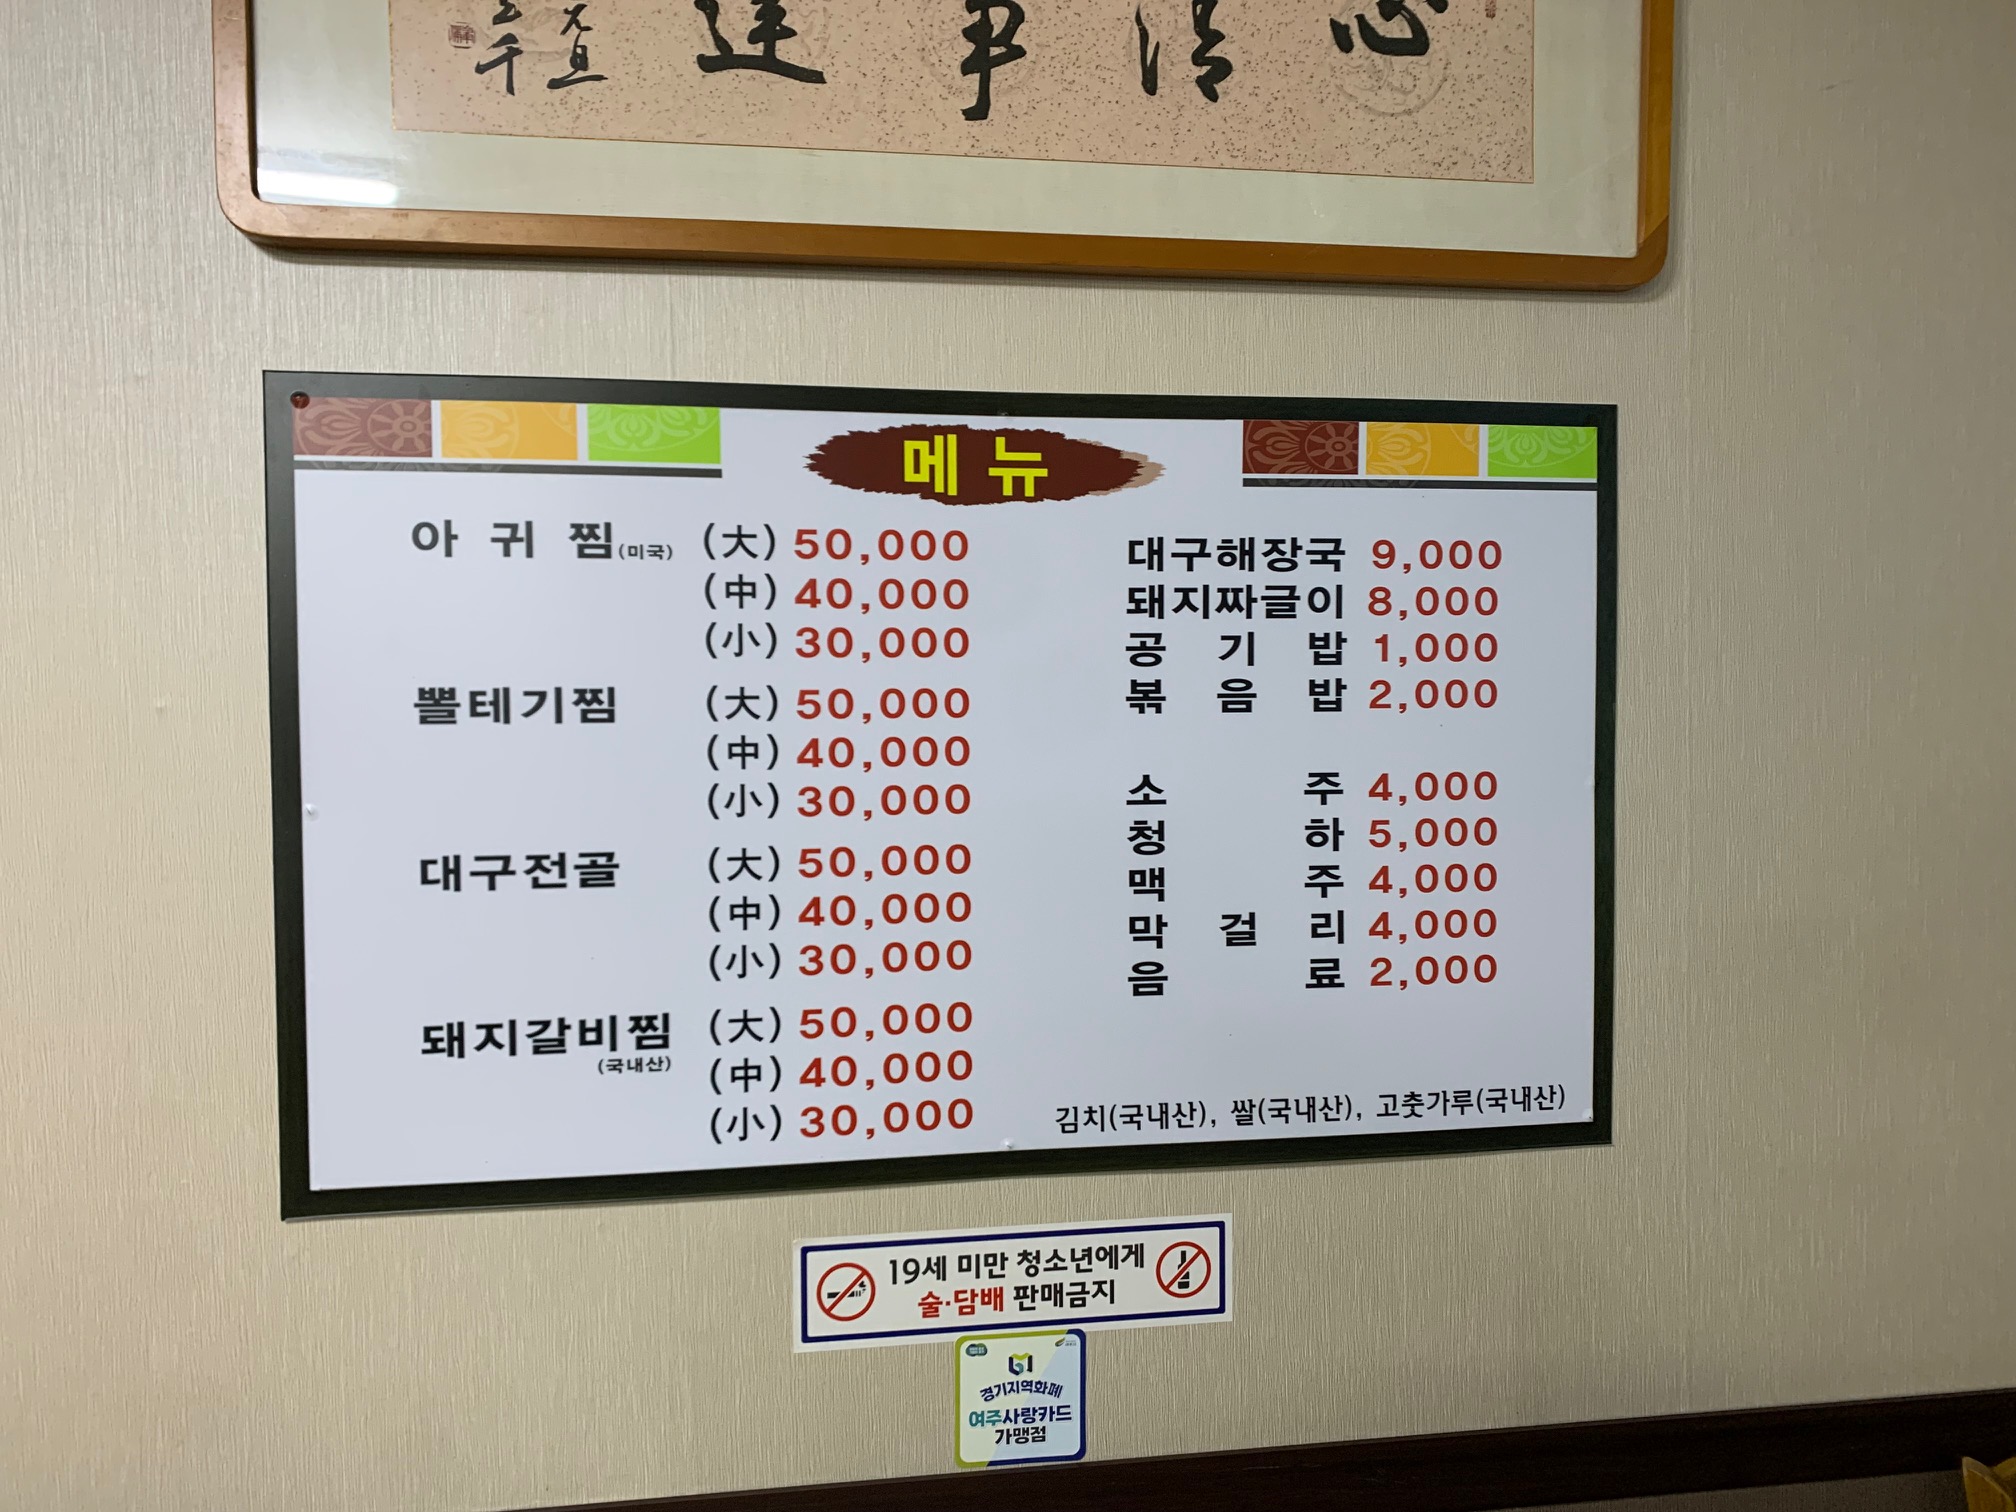 心清事達
元旦
메뉴
아귀찜(미국) (大) 50,000
(中) 40,000
(小) 30,000
뽈테기찜 (大) 50,000
(中) 40,000
(小) 30,000
대구전골 (大) 50,000
(中) 40,000
(小) 30,000
돼지갈비찜 (大) 50,000
(국내산)
(中) 40,000
(小) 30,000
대구해장국 9,000
돼지짜글이 8,000
공기밥 1,000
볶음밥 2,000
소주 4,000
청하 5,000
맥주 4,000
막걸리 4,000
음료 2,000
김치(국내산), 쌀(국내산), 고춧가루(국내산)
19세 미만 청소년에게
술·담배 판매금지
경기지역화폐
여주사랑카드
가맹점